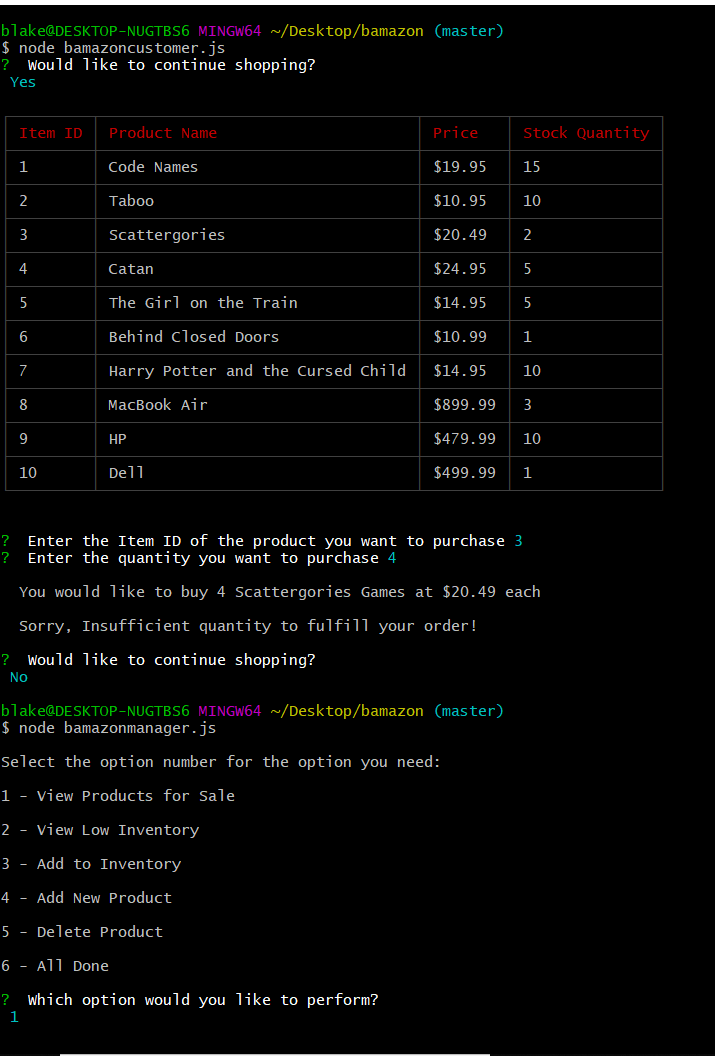 blake@DESKTOP-NUGTBS6 MINGW64 ~/Desktop/bamazon (master)
$ node bamazoncustomer.js
? Would like to continue shopping?
Yes
Item ID Product Name Price Stock Quantity
1 Code Names $19.95 15
2 Taboo $10.95 10
3 Scattergories $20.49 2
4 Catan $24.95 5
5 The Girl on the Train $14.95 5
6 Behind Closed Doors $10.99 1
7 Harry Potter and the Cursed Child $14.95 10
8 MacBook Air $899.99 3
9 HP $479.99 10
10 Dell $499.99 1
? Enter the Item ID of the product you want to purchase 3
? Enter the quantity you want to purchase 4
You would like to buy 4 Scattergories Games at $20.49 each
Sorry, Insufficient quantity to fulfill your order!
? Would like to continue shopping?
No
blake@DESKTOP-NUGTBS6 MINGW64 ~/Desktop/bamazon (master)
$ node bamazonmanager.js
Select the option number for the option you need:
1 - View Products for Sale
2 - View Low Inventory
3 - Add to Inventory
4 - Add New Product
5 - Delete Product
6 - All Done
? Which option would you like to perform?
1